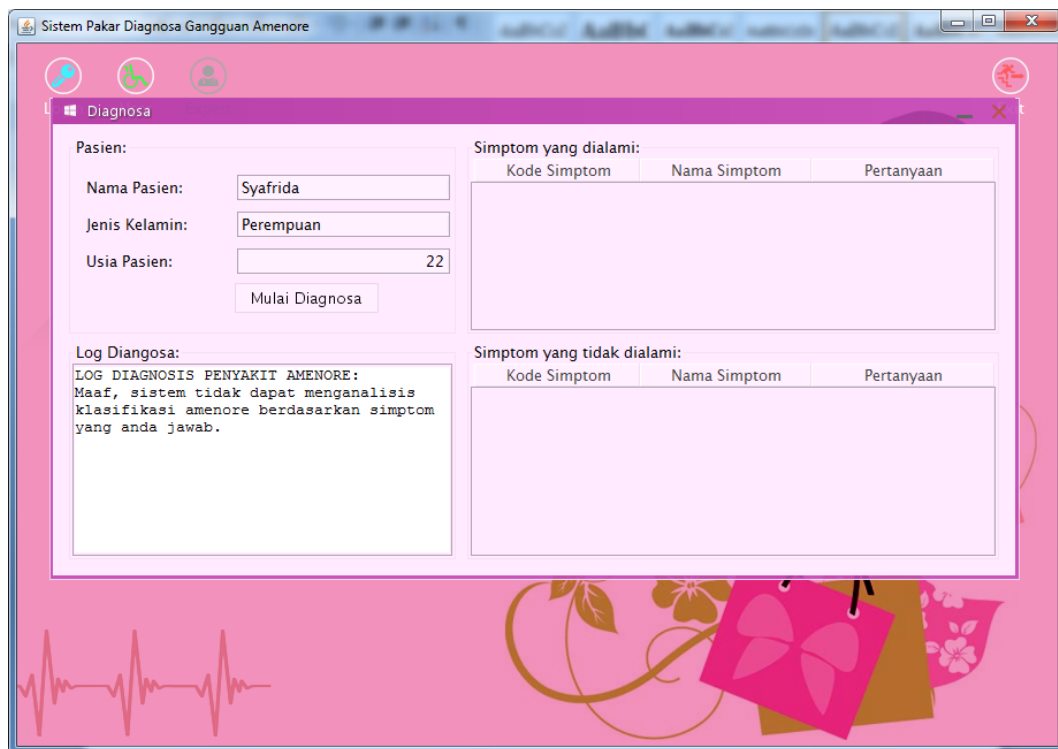 Sistem Pakar Diagnosa Gangguan Amenore
Diagnosa
Pasien:
Nama Pasien:
Syafrida
Jenis Kelamin:
Perempuan
Usia Pasien:
22
Mulai Diagnosa
Simptom yang dialami:
Kode Simptom Nama Simptom Pertanyaan
Log Diangosa:
LOG DIAGNOSIS PENYAKIT AMENORE:
Maaf, sistem tidak dapat menganalisis
klasifikasi amenore berdasarkan simptom
yang anda jawab.
Simptom yang tidak dialami:
Kode Simptom Nama Simptom Pertanyaan